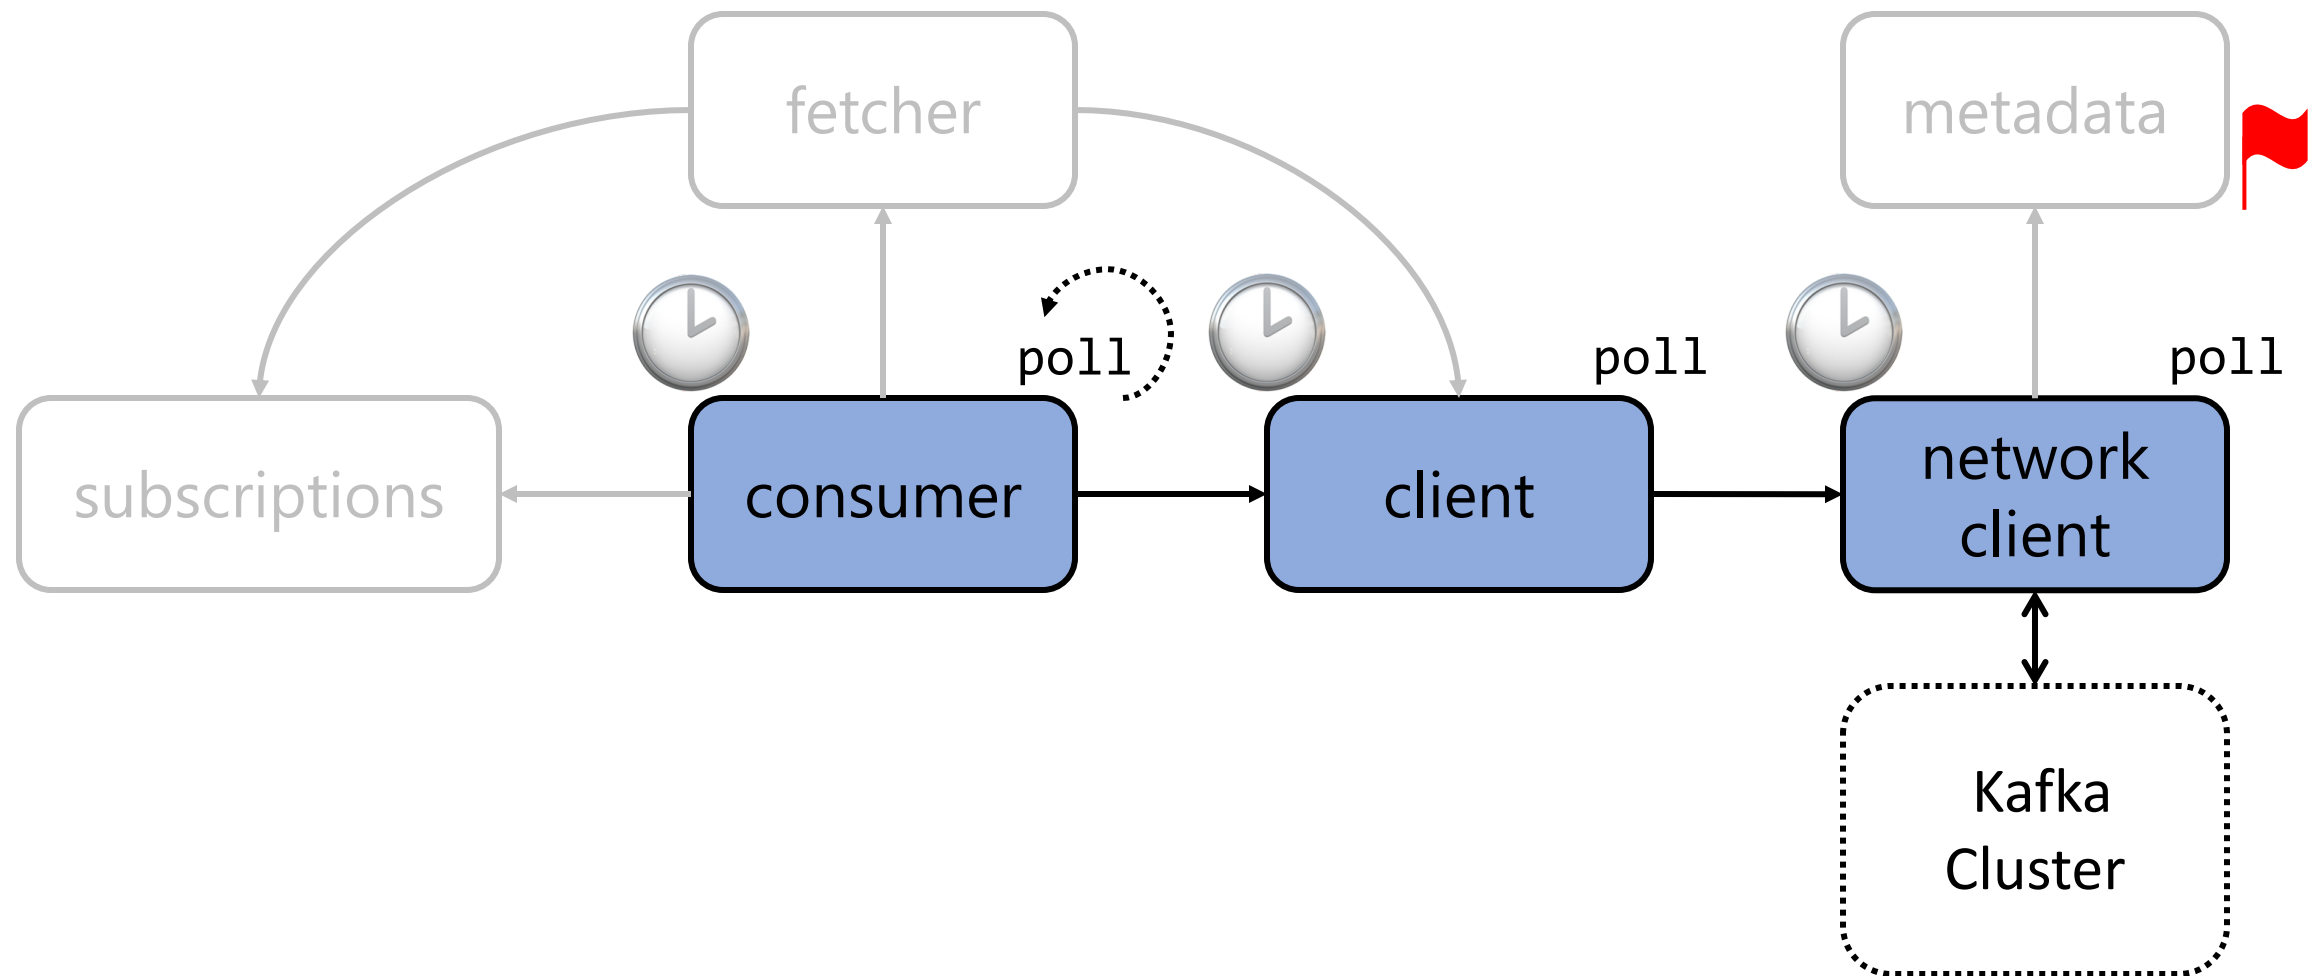 fetcher
metadata
poll
poll
poll
subscriptions
consumer
client
network
client
Kafka
Cluster